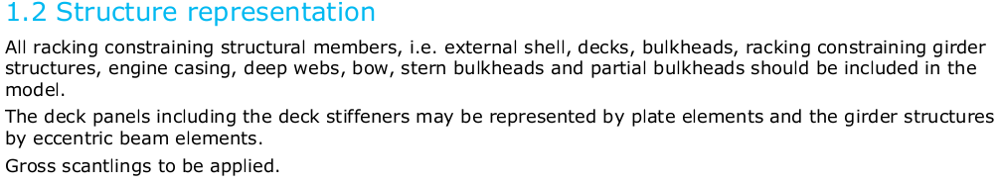 1.2 Structure representation
All racking constraining structural members, i.e. external shell, decks, bulkheads, racking constraining girder
structures, engine casing, deep webs, bow, stern bulkheads and partial bulkheads should be included in the
model.
The deck panels including the deck stiffeners may be represented by plate elements and the girder structures
by eccentric beam elements.
Gross scantlings to be applied.